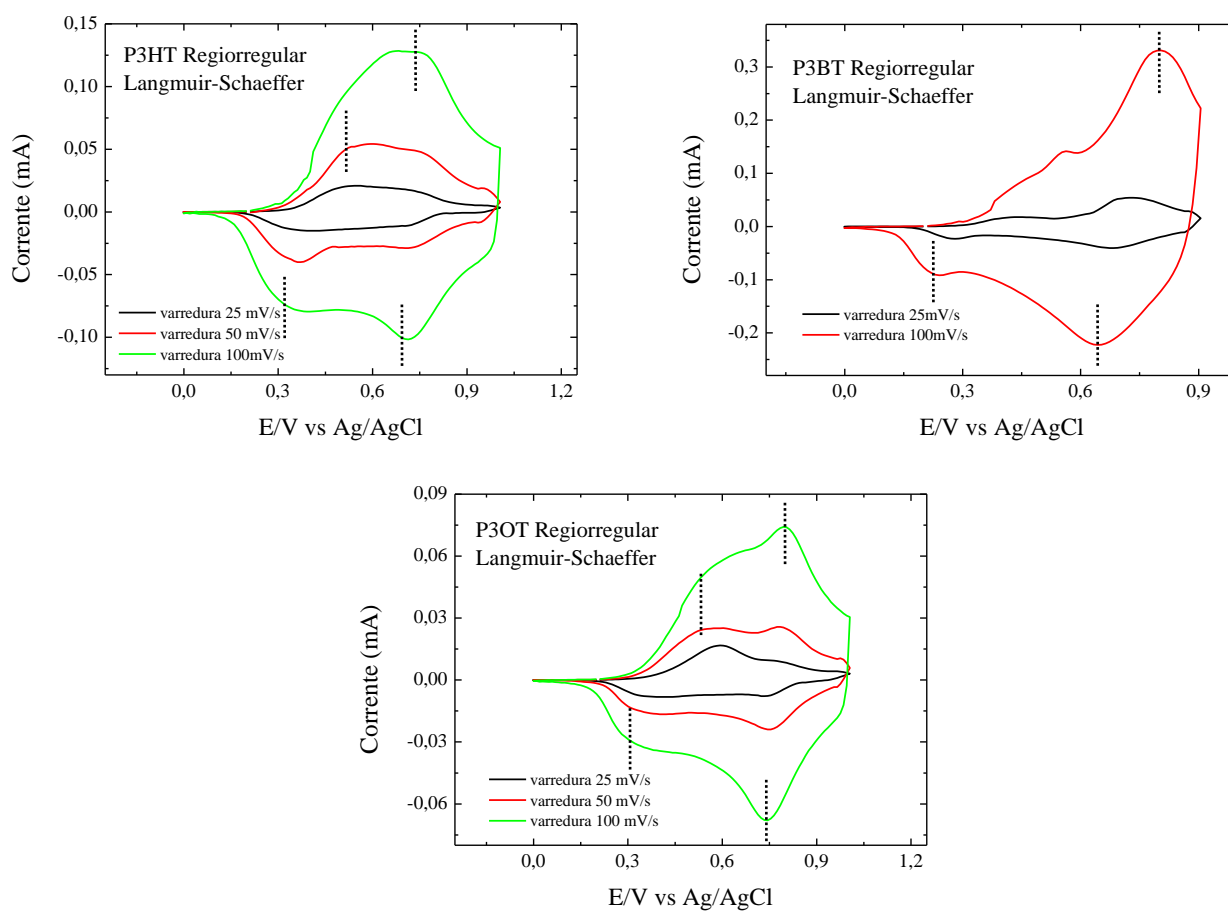 P3HT Regiorregular
Langmuir-Schaeffer
Corrente (mA)
0,15
0,10
0,05
0,00
-0,05
-0,10
varredura 25 mV/s
varredura 50 mV/s
varredura 100mV/s
0,0 0,3 0,6 0,9 1,2
E/V vs Ag/AgCl
P3BT Regiorregular
Langmuir-Schaeffer
Corrente (mA)
0,3
0,2
0,1
0,0
-0,1
-0,2
varredura 25mV/s
varredura 100mV/s
0,0 0,3 0,6 0,9
E/V vs Ag/AgCl
P3OT Regiorregular
Langmuir-Schaeffer
Corrente (mA)
0,09
0,06
0,03
0,00
-0,03
-0,06
varredura 25 mV/s
varredura 50 mV/s
varredura 100 mV/s
0,0 0,3 0,6 0,9 1,2
E/V vs Ag/AgCl